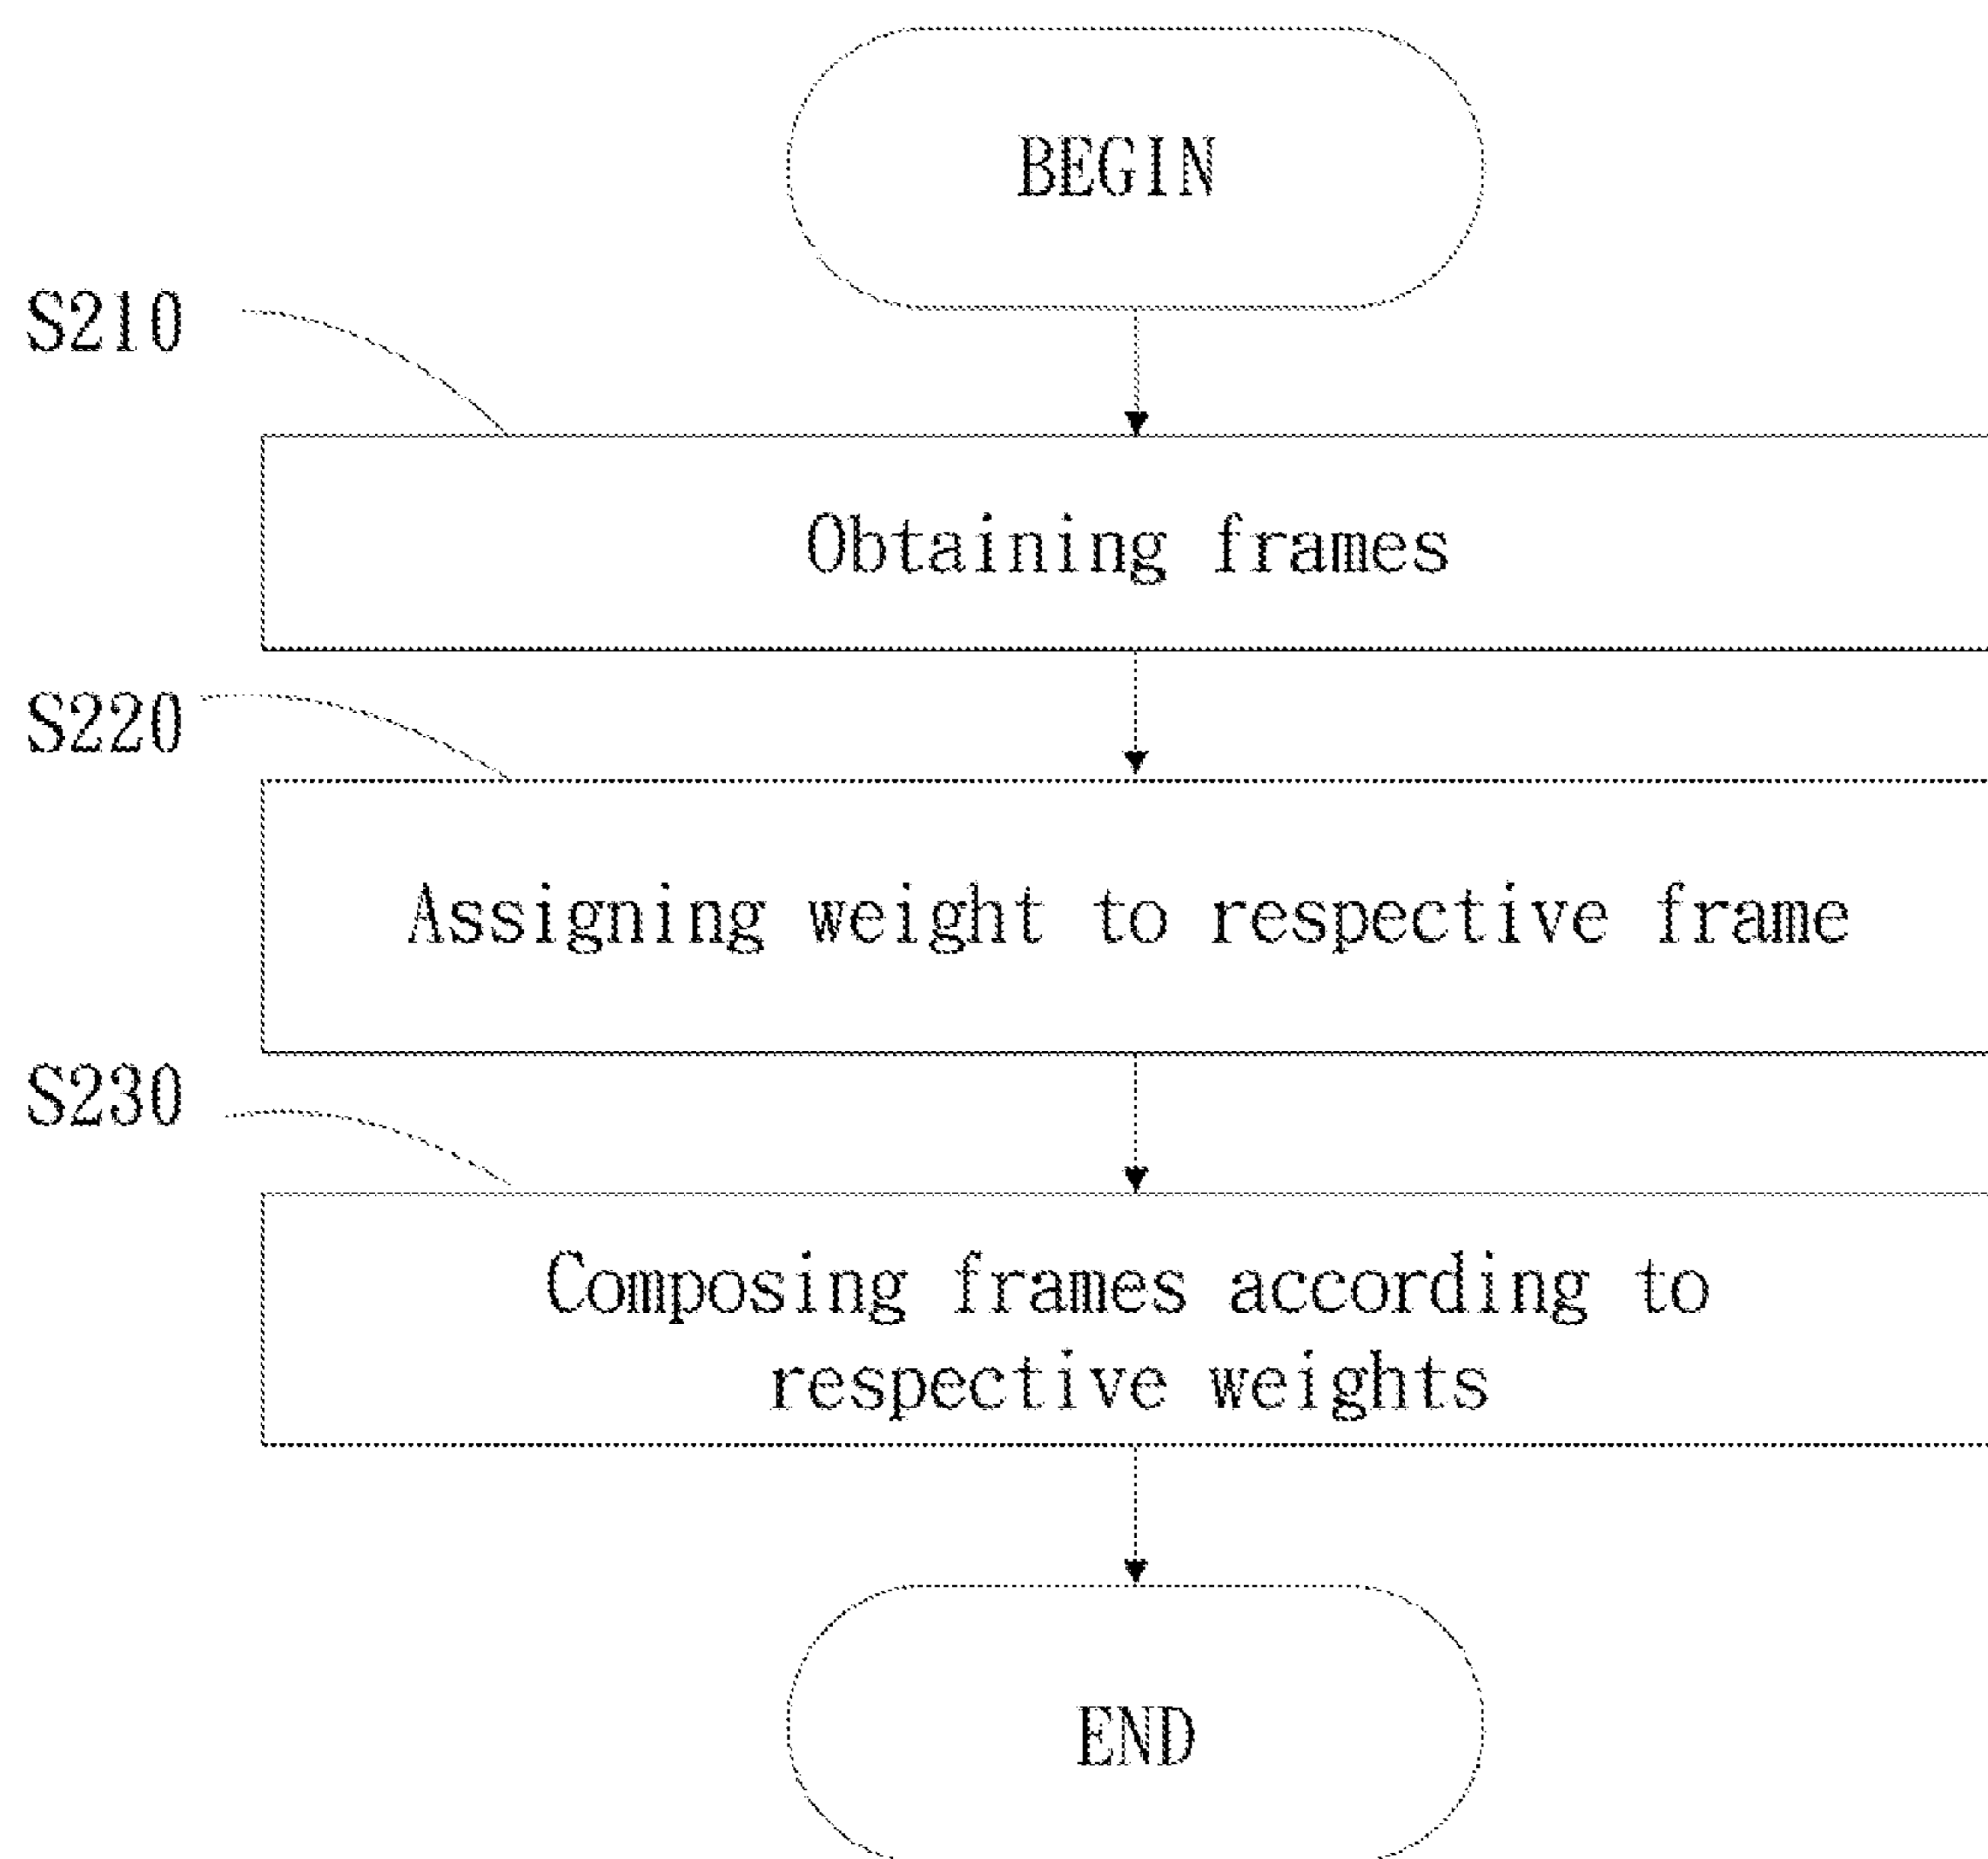 BEGIN
S210
Obtaining frames
S220
Assigning weight to respective frame
S230
Composing frames according to
respective weights
END